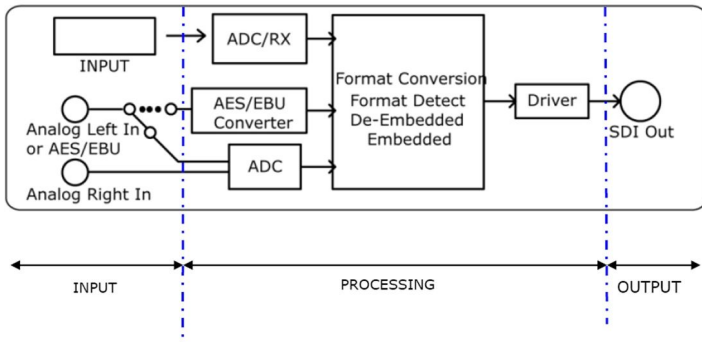 INPUT
ADC/RX
Analog Left In
or AES/EBU
Analog Right In
AES/EBU
Converter
ADC
Format Conversion
Format Detect
De-Embedded
Embedded
Driver
SDI Out
INPUT
PROCESSING
OUTPUT